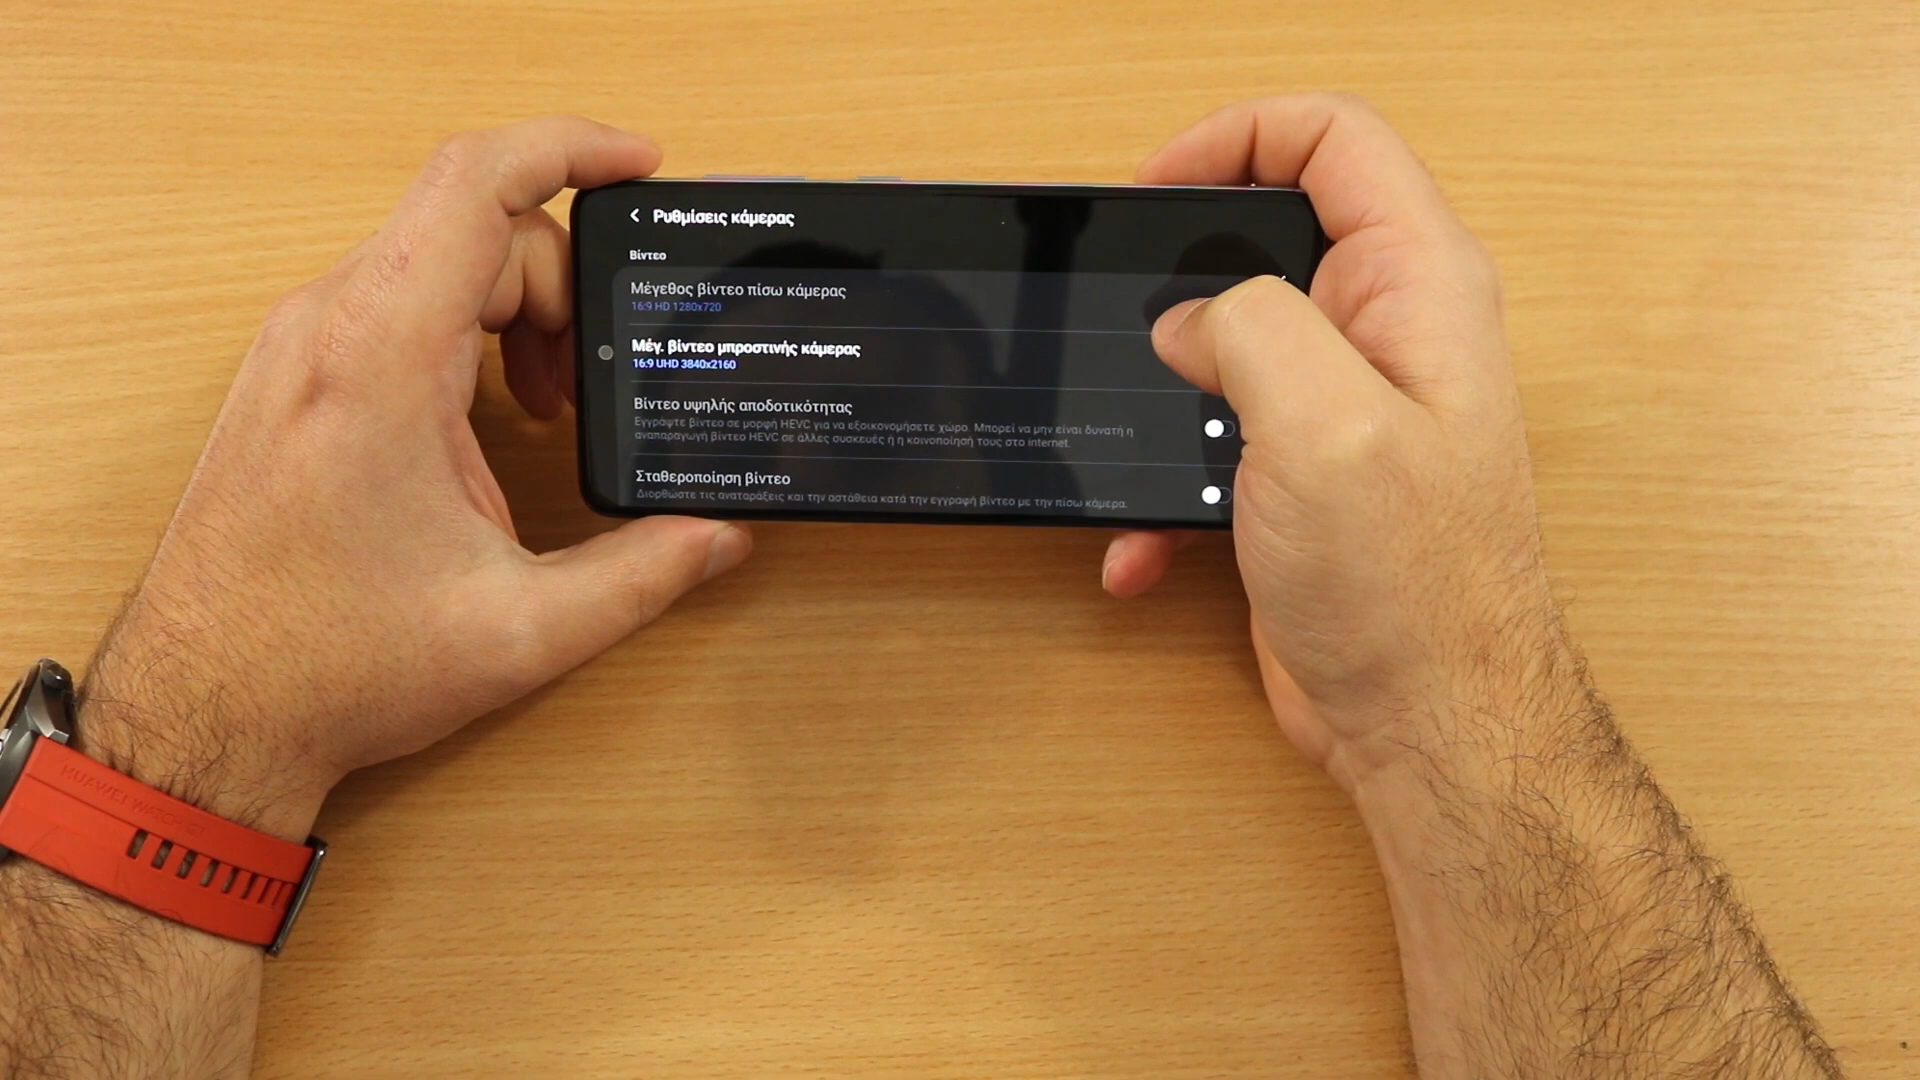 Ρυθμίσεις κάμερας
Βίντεο
Μέγεθος βίντεο πίσω κάμερας
16:9 HD 1280x720
Μέγ. βίντεο μπροστινής κάμερας
16:9 UHD 3840x2160
Βίντεο υψηλής αποδοτικότητας
Εγγράψτε βίντεο σε μορφή HEVC για να εξοικονομήσετε χώρο. Μπορεί να μην είναι δυνατή η
αναπαραγωγή βίντεο HEVC σε άλλες συσκευές ή η κοινοποίησή τους στο internet.
Σταθεροποίηση βίντεο
Διορθώστε τις αναταράξεις και την αστάθεια κατά την εγγραφή βίντεο με την πίσω κάμερα.
HUAWEI WATCH GT